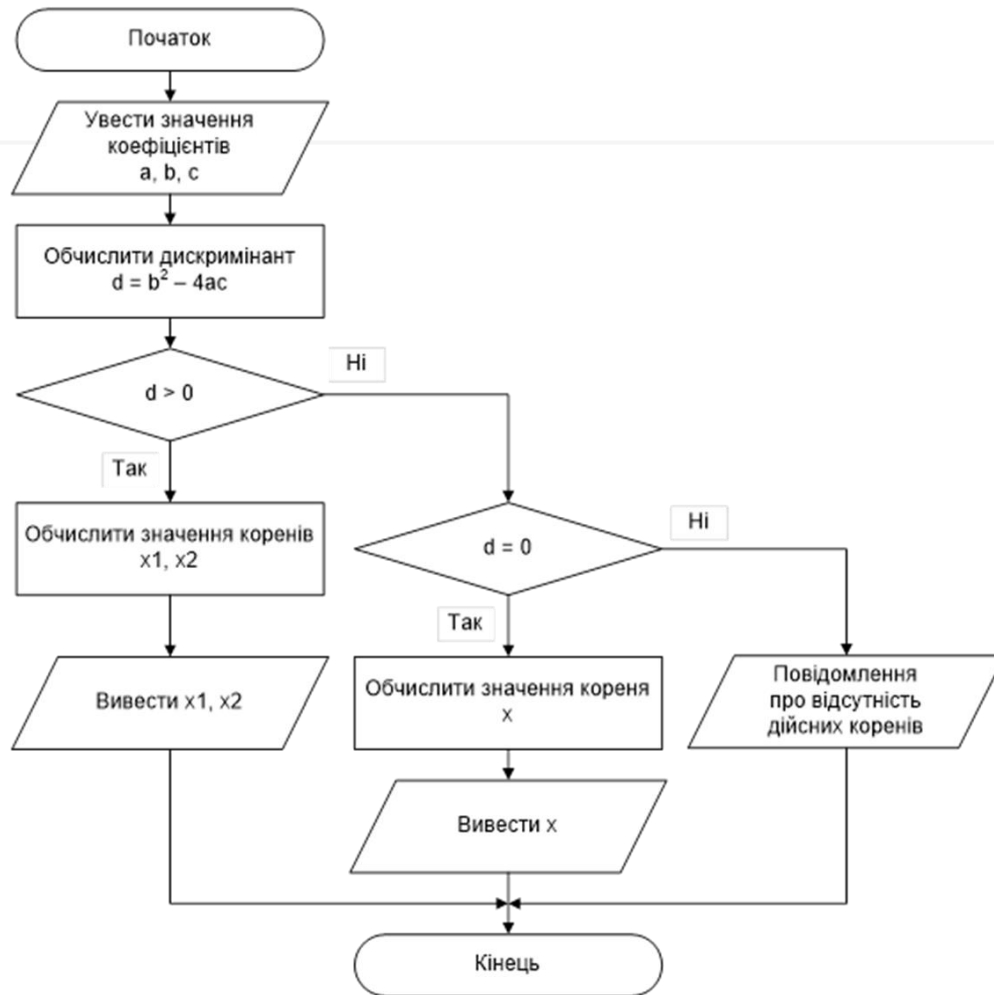 Початок
Увести значення
коефіцієнтів
a, b, c
Обчислити дискримінант
d = b² – 4ac
d > 0
Ні
Так
Обчислити значення коренів
x1, x2
Вивести x1, x2
d = 0
Ні
Так
Обчислити значення кореня
x
Вивести x
Повідомлення
про відсутність
дійсних коренів
Кінець